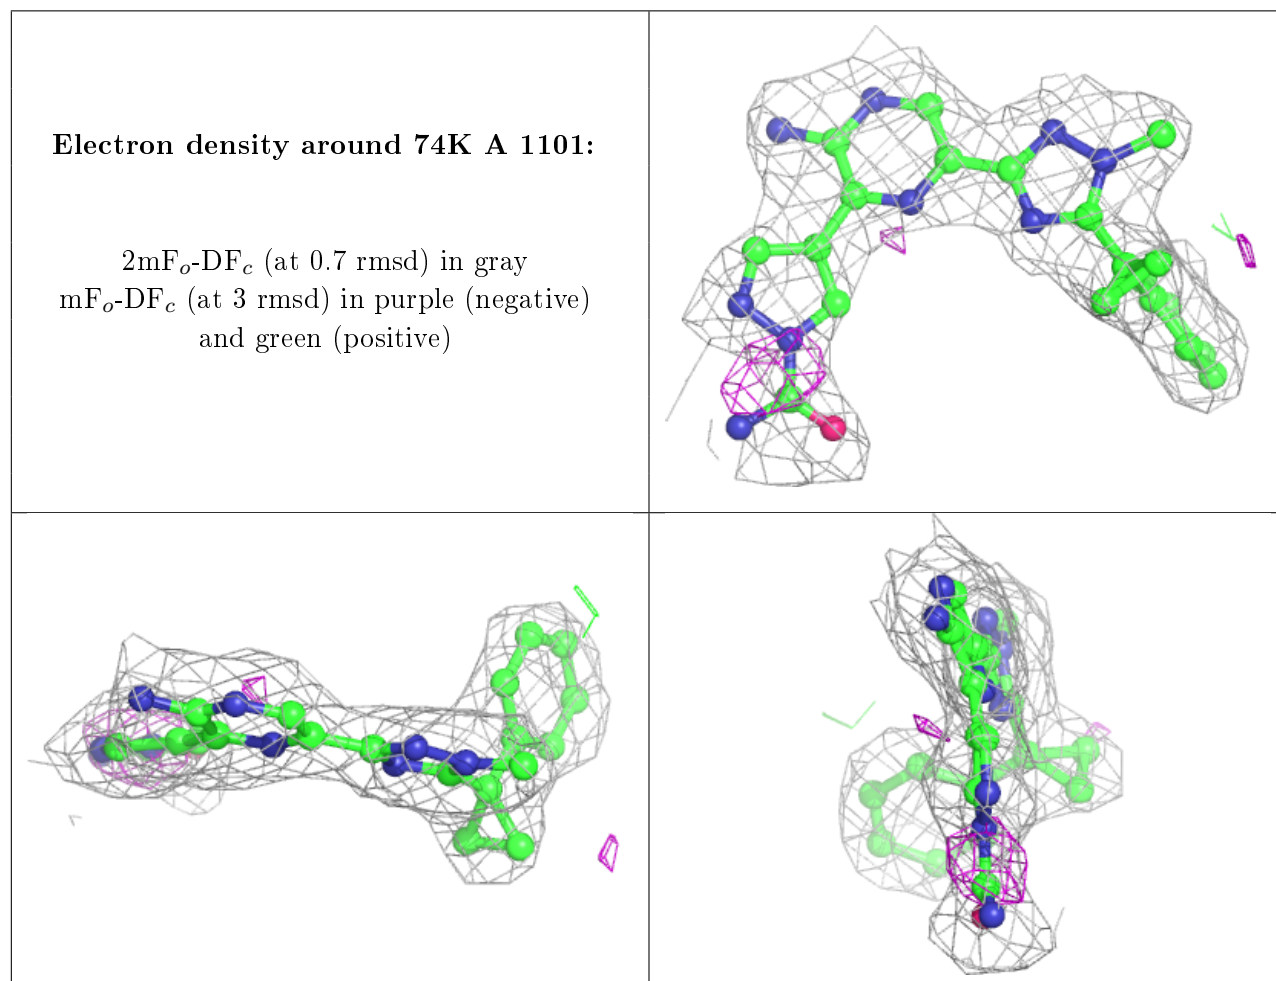 Electron density around 74K A 1101:
2mFo-DFc (at 0.7 rmsd) in gray
mFo-DFc (at 3 rmsd) in purple (negative)
and green (positive)